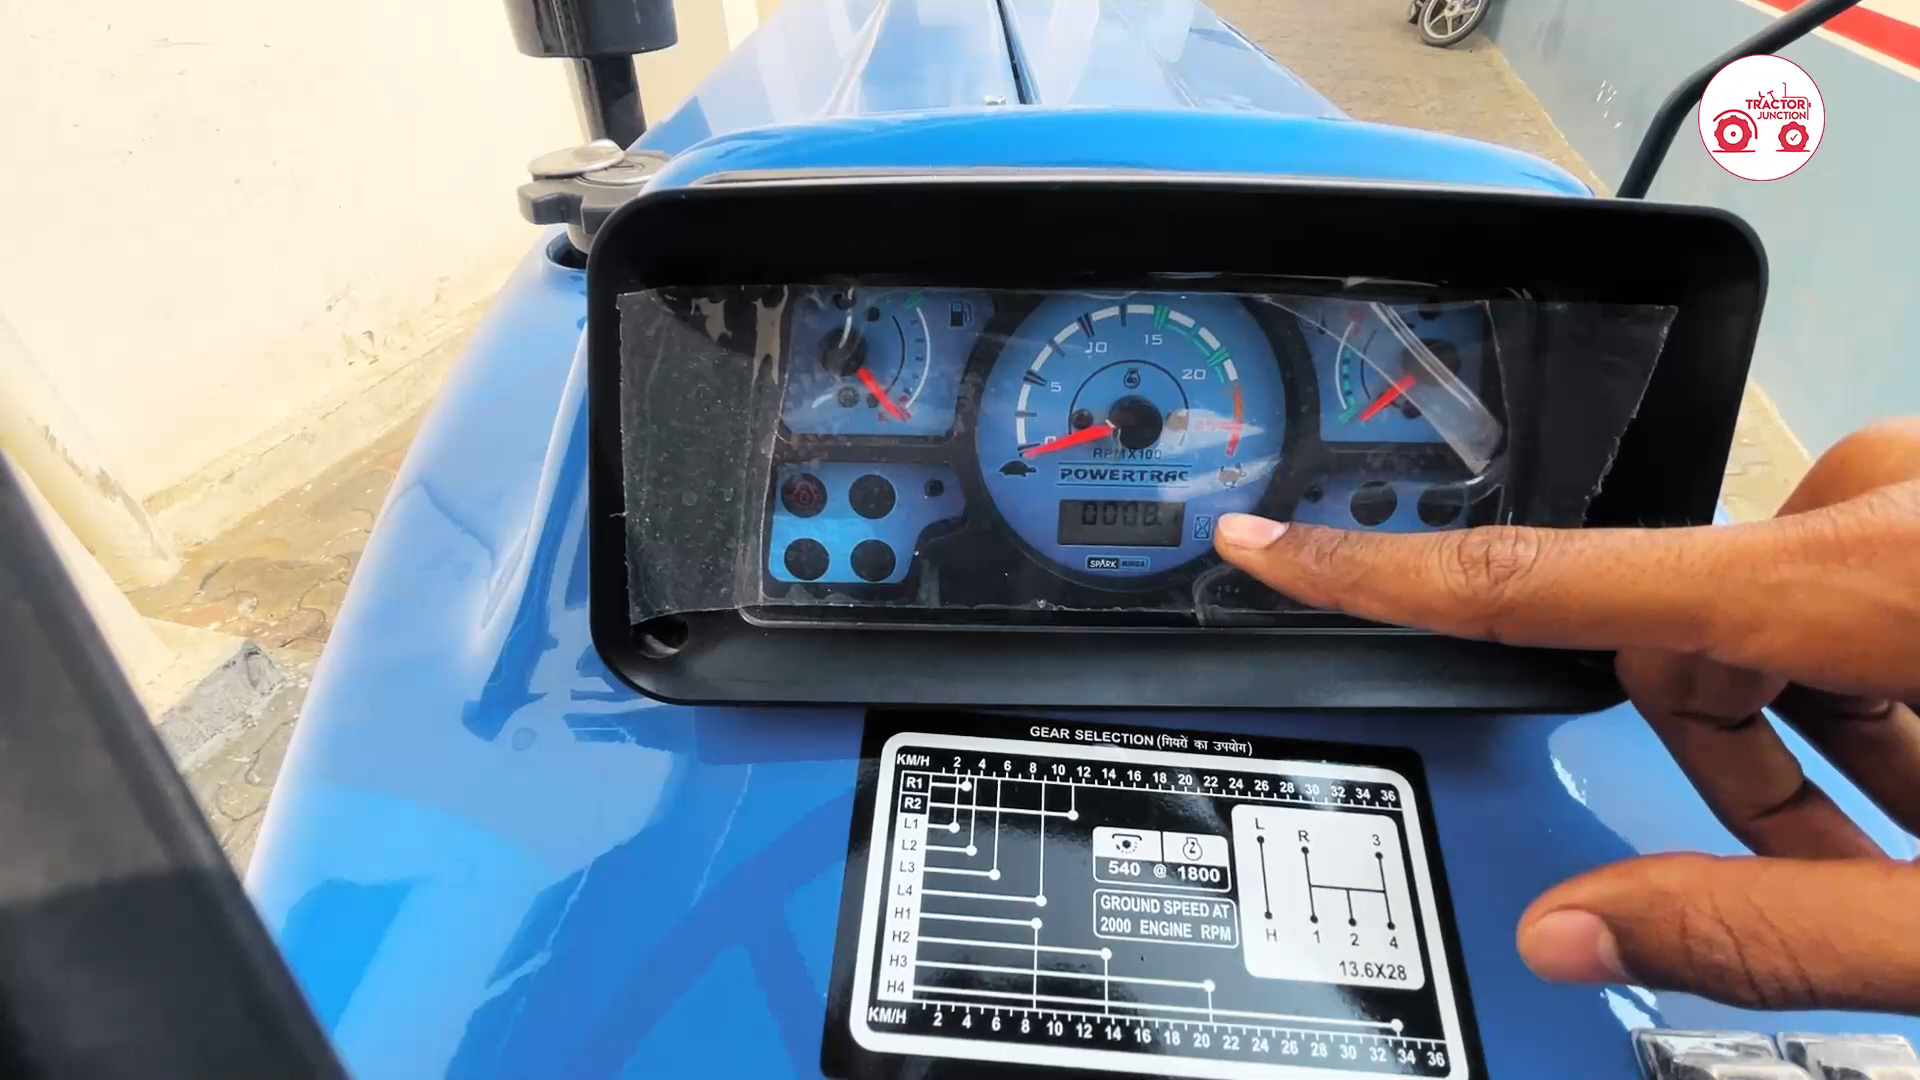 TRACTOR
JUNCTION
0 5 10 15 20 25
RPM X 100
POWERTRAC
SPARK MINDA
GEAR SELECTION (गियरों का उपयोग)
KM/H 2 4 6 8 10 12 14 16 18 20 22 24 26 28 30 32 34 36
R1
R2
L1
L2
L3
L4
H1
H2
H3
H4
KM/H 2 4 6 8 10 12 14 16 18 20 22 24 26 28 30 32 34 36
540 @ 1800
GROUND SPEED AT
2000 ENGINE RPM
L R 3
H 1 2 4
13.6X28